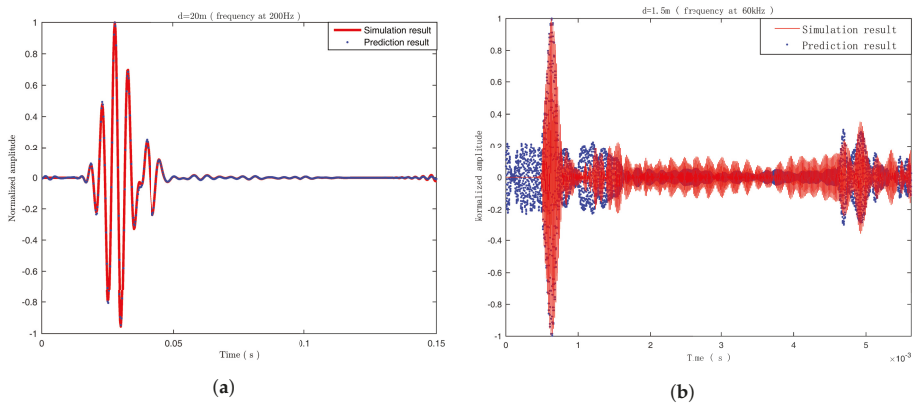 d=20m ( frequency at 200Hz )
Simulation result
Prediction result
Normalized amplitude
1
0.8
0.6
0.4
0.2
0
-0.2
-0.4
-0.6
-0.8
-1
0 0.05 0.1 0.15
Time ( s )
(a)
d=1.5m ( frequency at 60kHz )
Simulation result
Prediction result
Normalized amplitude
1
0.8
0.6
0.4
0.2
0
-0.2
-0.4
-0.6
-0.8
-1
0 1 2 3 4 5
×10⁻³
Time ( s )
(b)